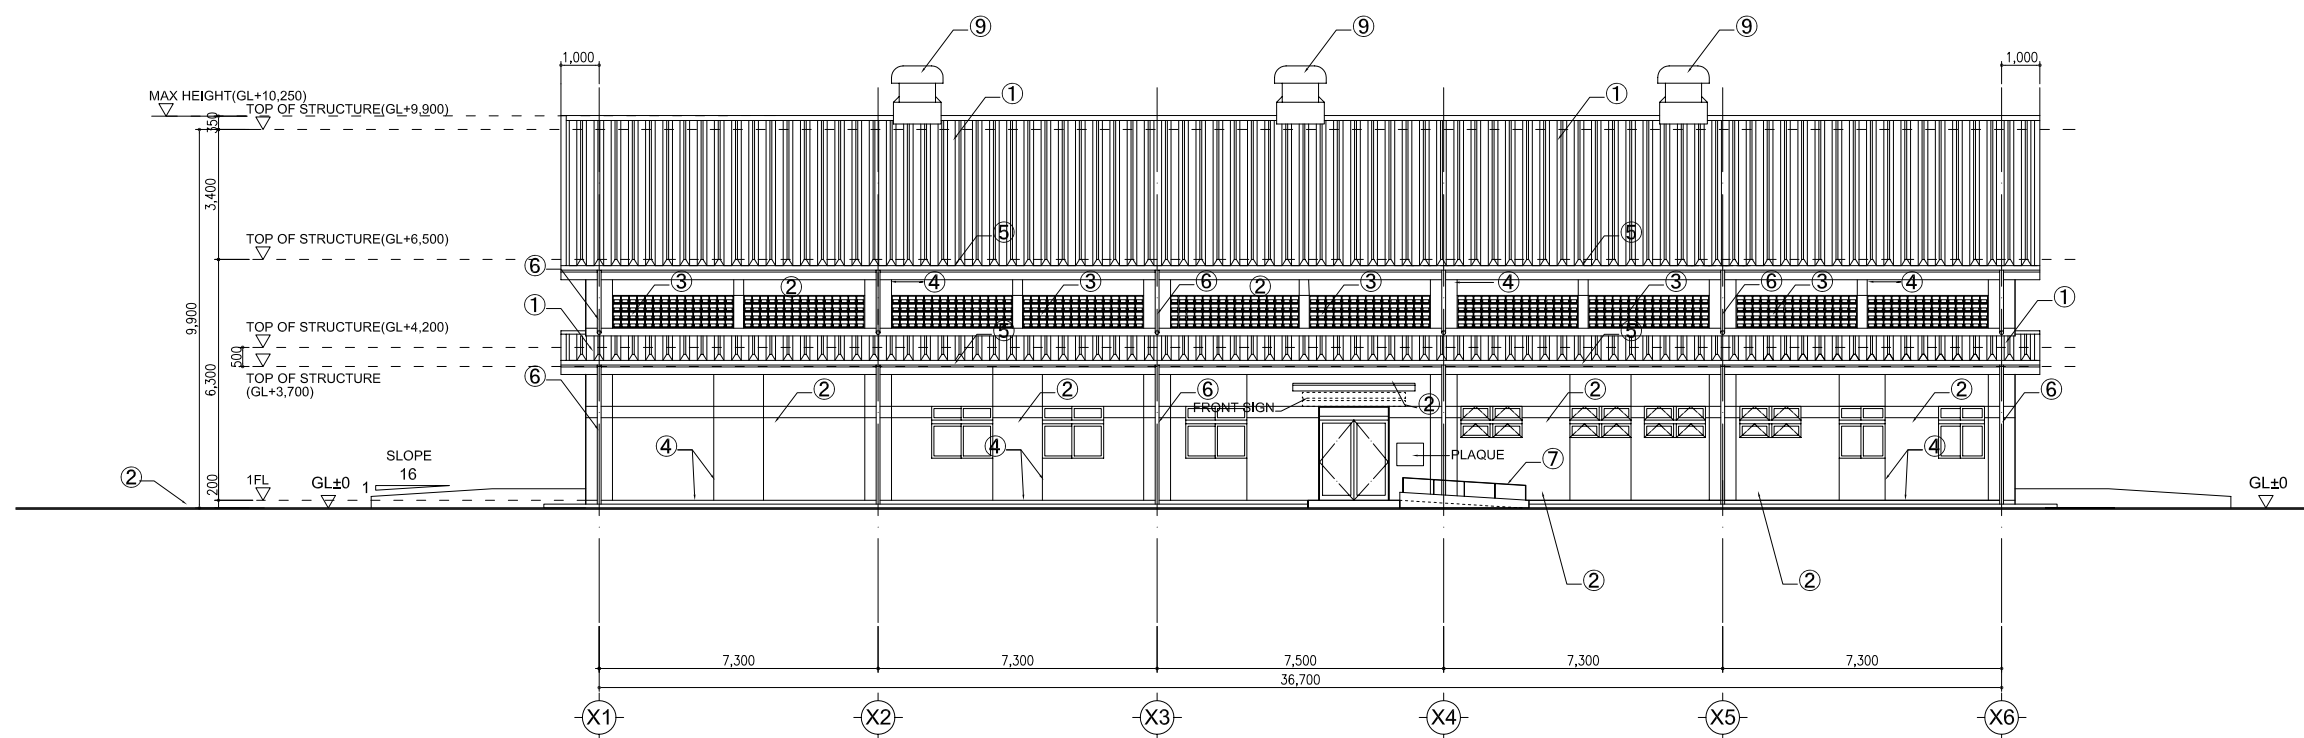 ⑨ ⑨ ⑨
1,000 1,000
MAX HEIGHT(GL+10,250)
TOP OF STRUCTURE(GL+9,900)
① ①
350
3,400
TOP OF STRUCTURE(GL+6,500)
⑤ ⑤
⑥
③ ② ④ ③ ⑥ ② ③ ④ ③ ⑥ ③ ④
① ①
9,900
TOP OF STRUCTURE(GL+4,200)
⑤ ⑤
500
6,300
TOP OF STRUCTURE
(GL+3,700)
⑥ ② ② ⑥ ② ② ② ⑥
FRONT SIGN ②
④ ④ ④
PLAQUE
⑦
SLOPE
16
1
② 200 1FL GL±0 GL±0
② ②
7,300 7,300 7,500 7,300 7,300
36,700
X1 X2 X3 X4 X5 X6